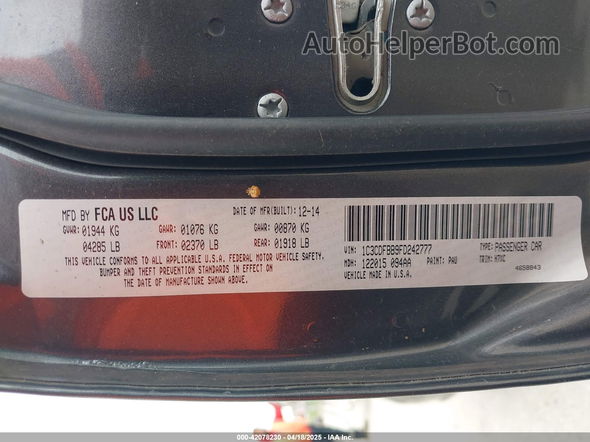 AutoHelperBot.com
MFD BY FCA US LLC
DATE OF MFR(BUILT): 12-14
GVWR: 01944 KG GAWR: 01076 KG GAWR: 00870 KG
04285 LB FRONT: 02370 LB REAR: 01918 LB
THIS VEHICLE CONFORMS TO ALL APPLICABLE FEDERAL MOTOR VEHICLE SAFETY,
BUMPER AND THEFT PREVENTION STANDARDS IN EFFECT ON
THE DATE OF MANUFACTURE SHOWN ABOVE.
VEHICLE MADE IN U.S.A.
VIN: 1C3CDFBB9FD242777 TYPE: PASSENGER CAR
MDH: 122015 094AA PAINT: PAU TRIM: H7XC
4650843
000-42078230 — 04/18/2025 — IAA Inc.